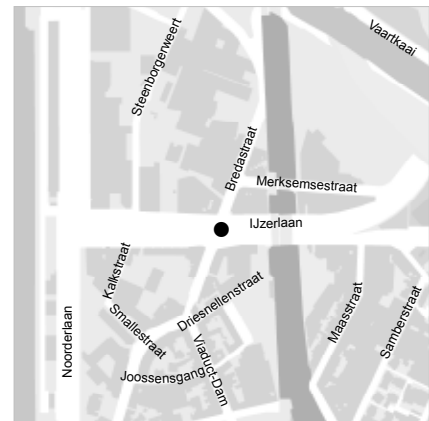 Steenborgerweert
Vaartkaai
Bredastraat
Merksemsestraat
IJzerlaan
Kalkstraat
Noorderlaan
Smallestraat
Driesnellenstraat
Viaduct-Dam
Joossensgang
Maasstraat
Samberstraat